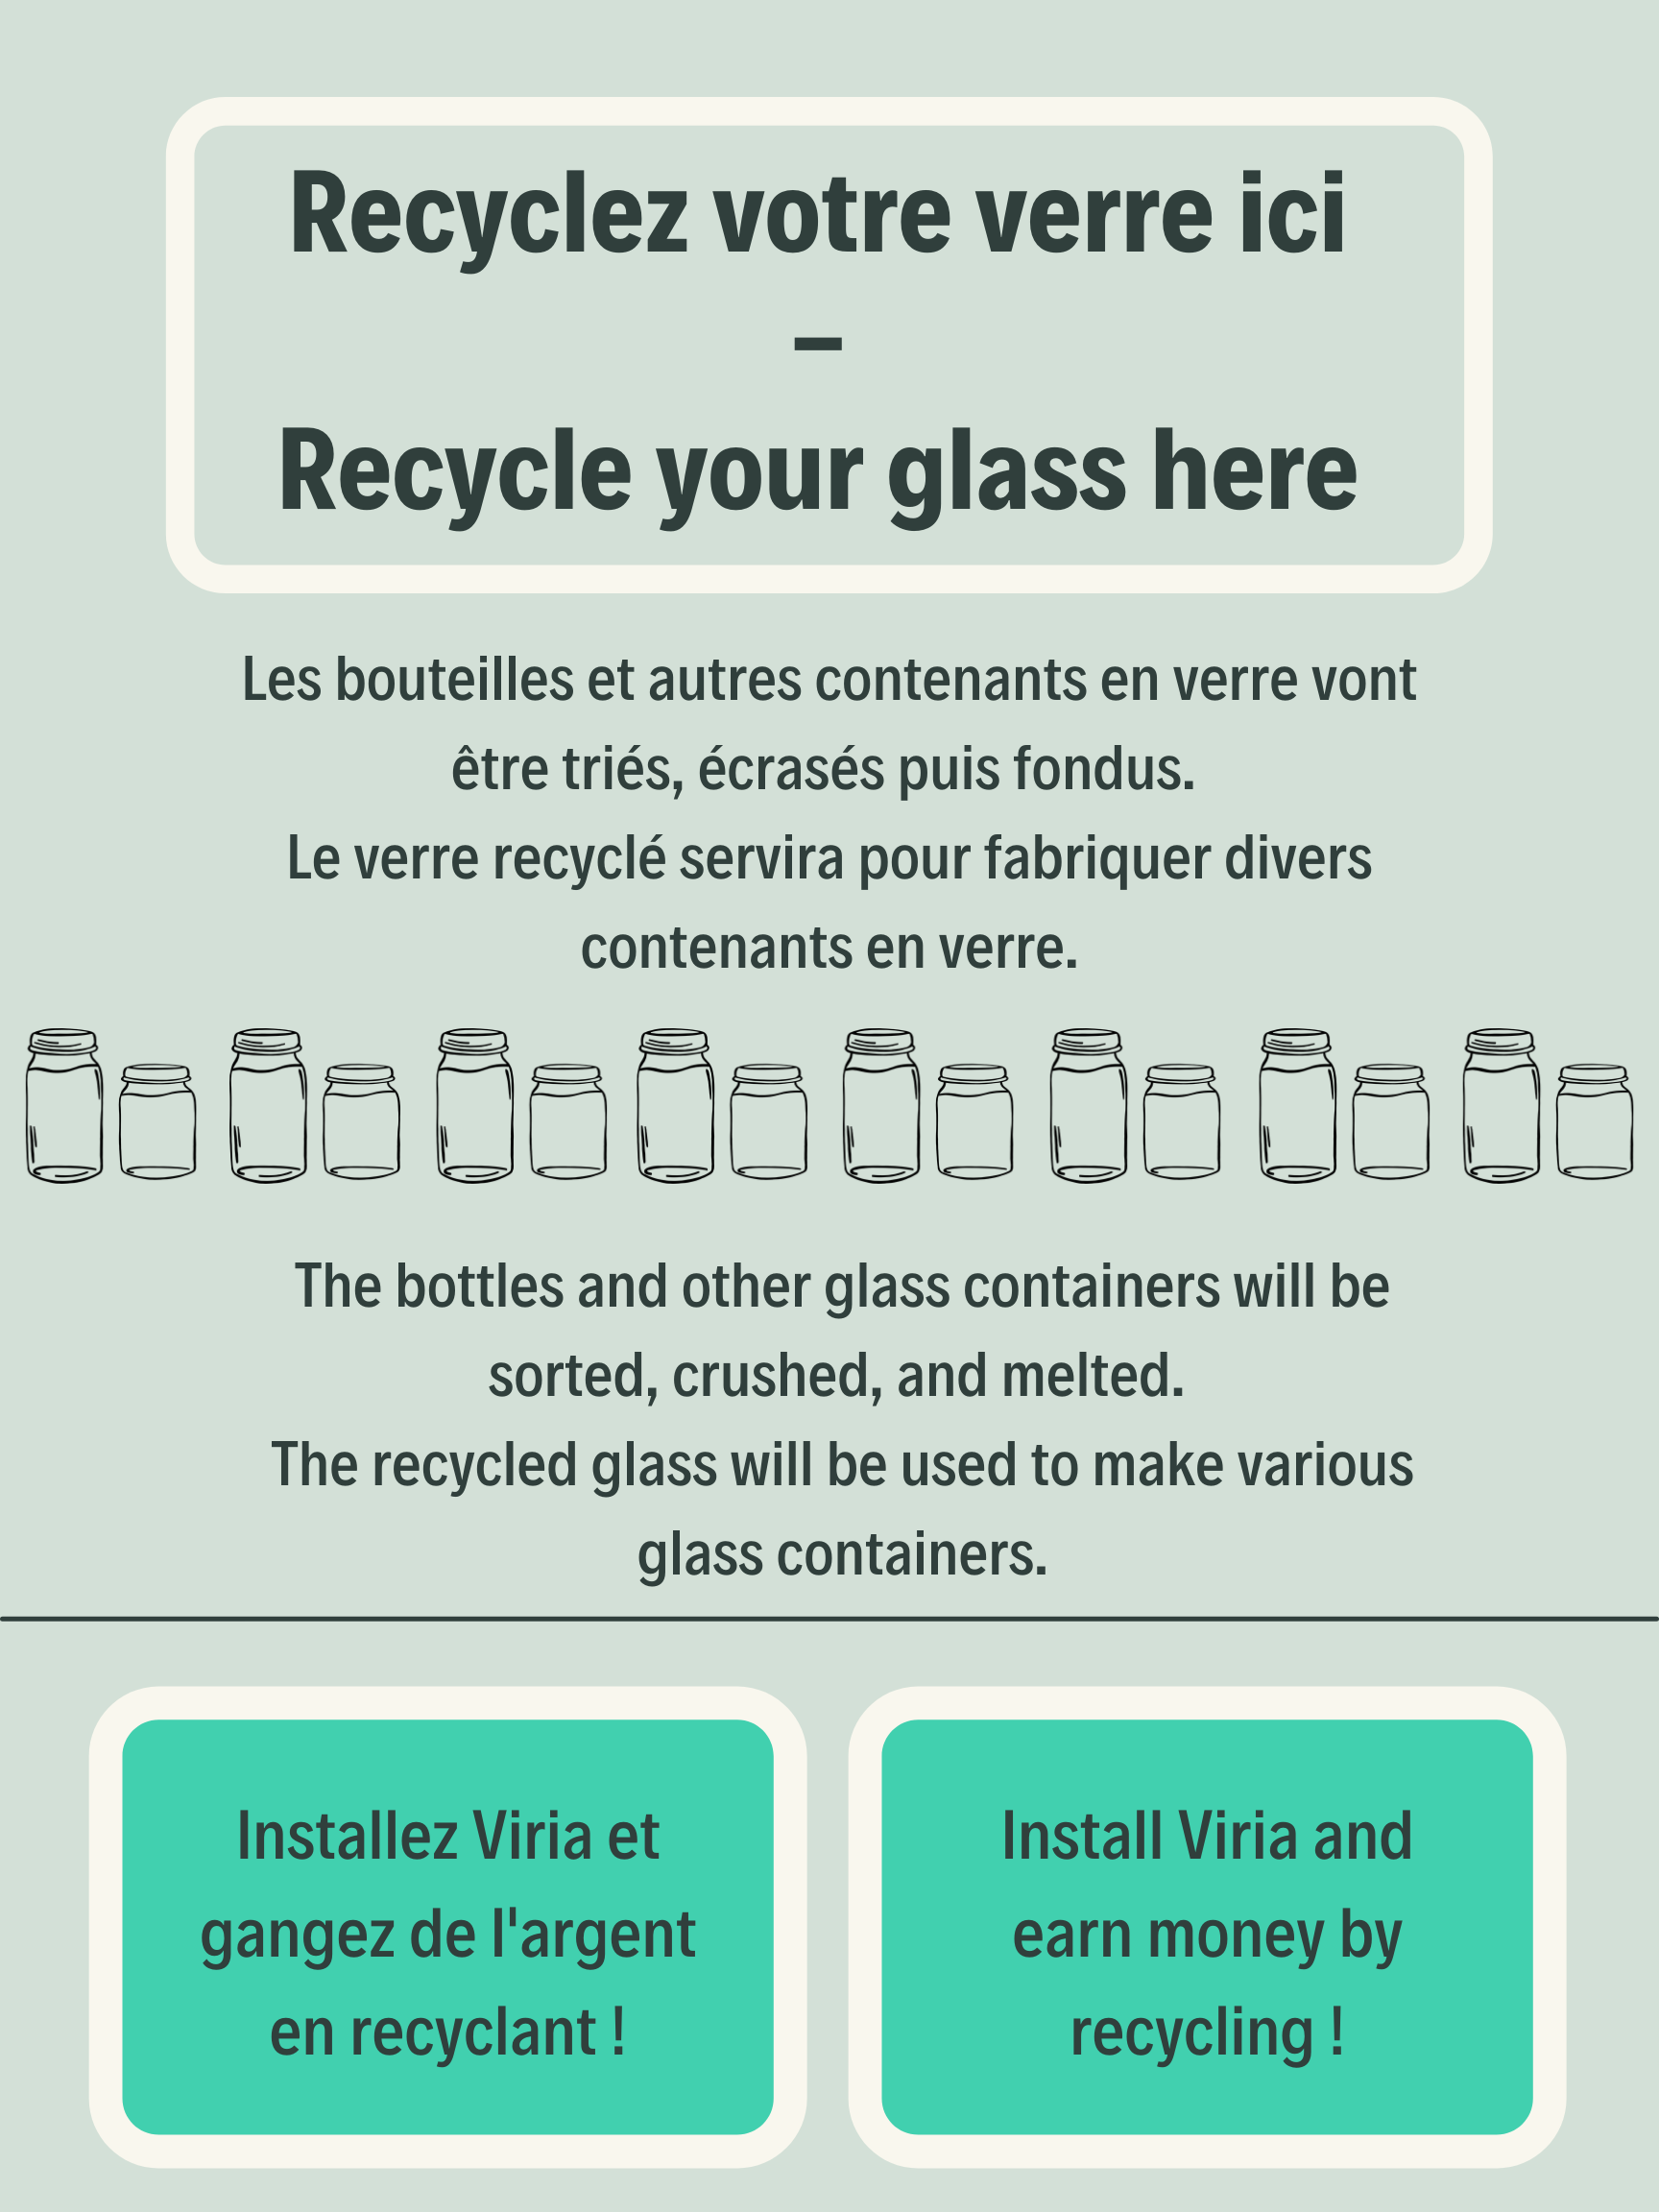 Recyclez votre verre ici
–
Recycle your glass here
Les bouteilles et autres contenants en verre vont
être triés, écrasés puis fondus.
Le verre recyclé servira pour fabriquer divers
contenants en verre.
The bottles and other glass containers will be
sorted, crushed, and melted.
The recycled glass will be used to make various
glass containers.
Installez Viria et
gangez de l'argent
en recyclant !
Install Viria and
earn money by
recycling !